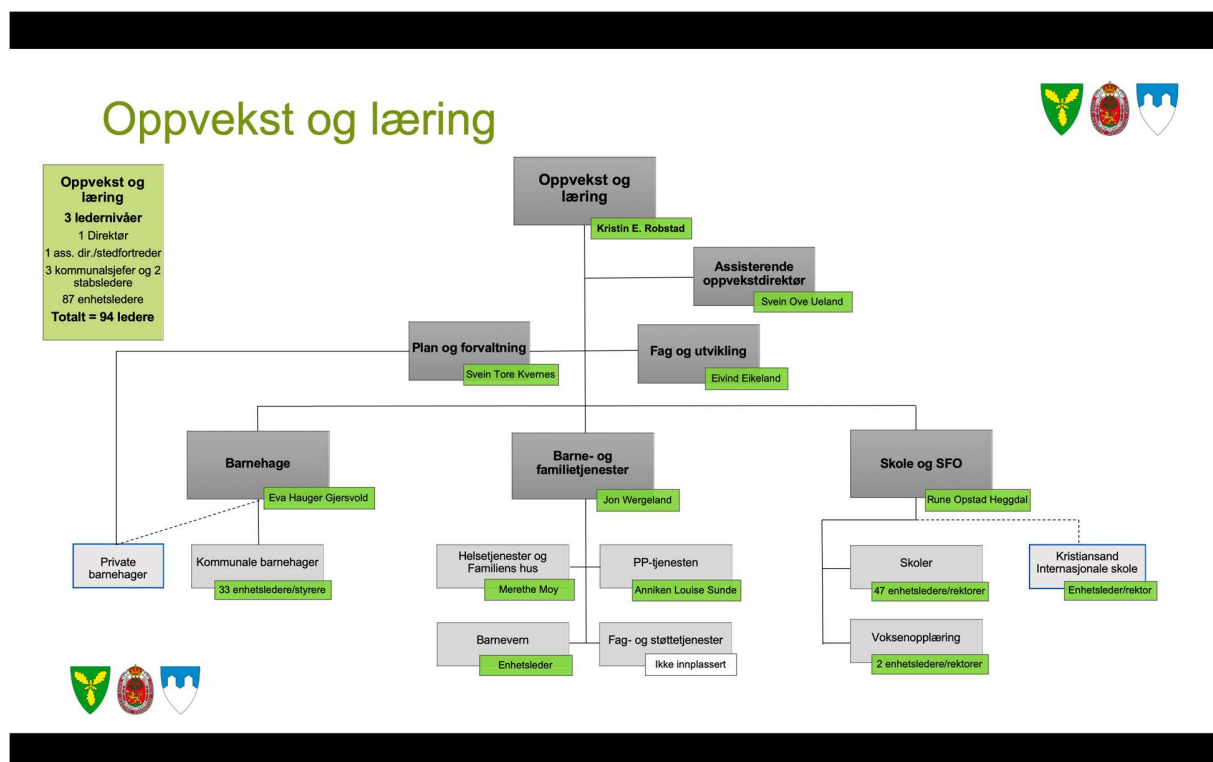 Oppvekst og læring
Oppvekst og
læring
3 ledernivåer
1 Direktør
1 ass. dir./stedfortreder
3 kommunalsjefer og 2
stabsledere
87 enhetsledere
Totalt = 94 ledere
Oppvekst og
læring
Kristin E. Robstad
Assisterende
oppvekstdirektør
Svein Ove Ueland
Plan og forvaltning
Svein Tore Kvernes
Fag og utvikling
Eivind Eikeland
Barnehage
Eva Hauger Gjersvold
Barne- og
familietjenester
Jon Wergeland
Skole og SFO
Rune Opstad Heggdal
Private
barnehager
Kommunale barnehager
33 enhetsledere/styrere
Helsetjenester og
Familiens hus
Merethe Moy
PP-tjenesten
Anniken Louise Sunde
Skoler
47 enhetsledere/rektorer
Kristiansand
Internasjonale skole
Enhetsleder/rektor
Barnevern
Enhetsleder
Fag- og støttetjenester
Ikke innplassert
Voksenopplæring
2 enhetsledere/rektorer